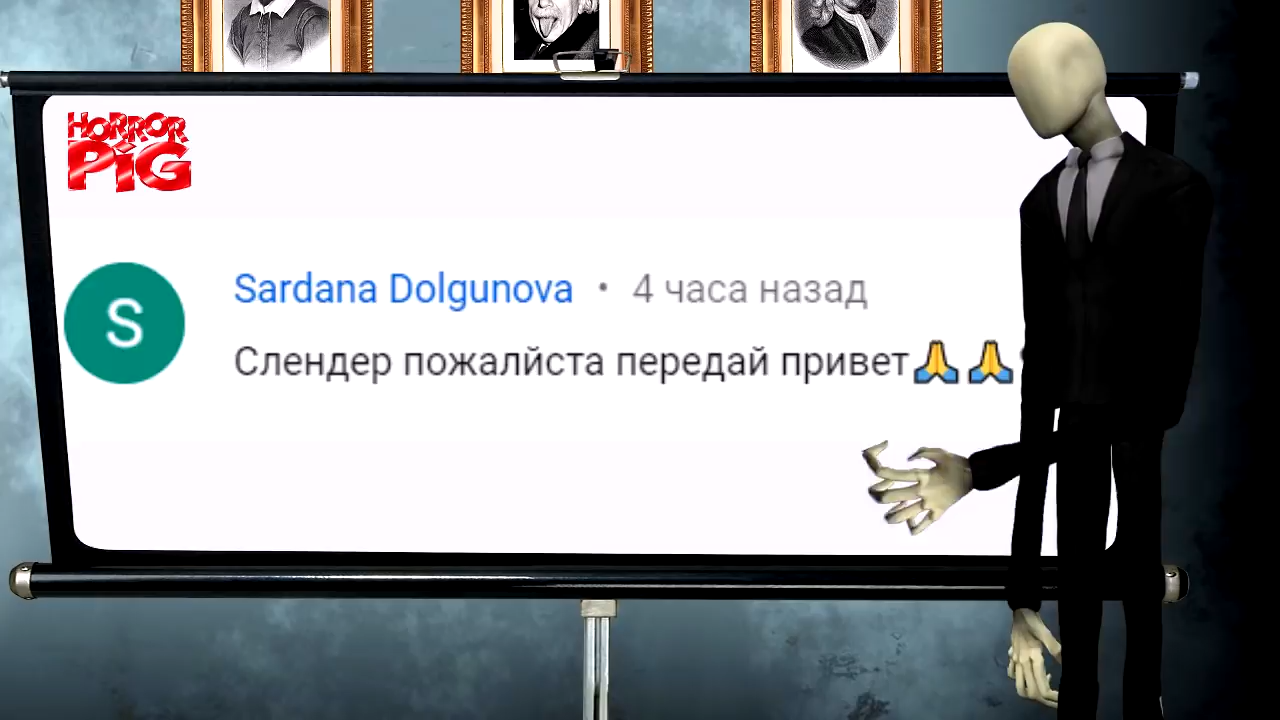 HORROR
PIG
S
Sardana Dolgunova • 4 часа назад
Слендер пожалйста передай привет🙏🙏